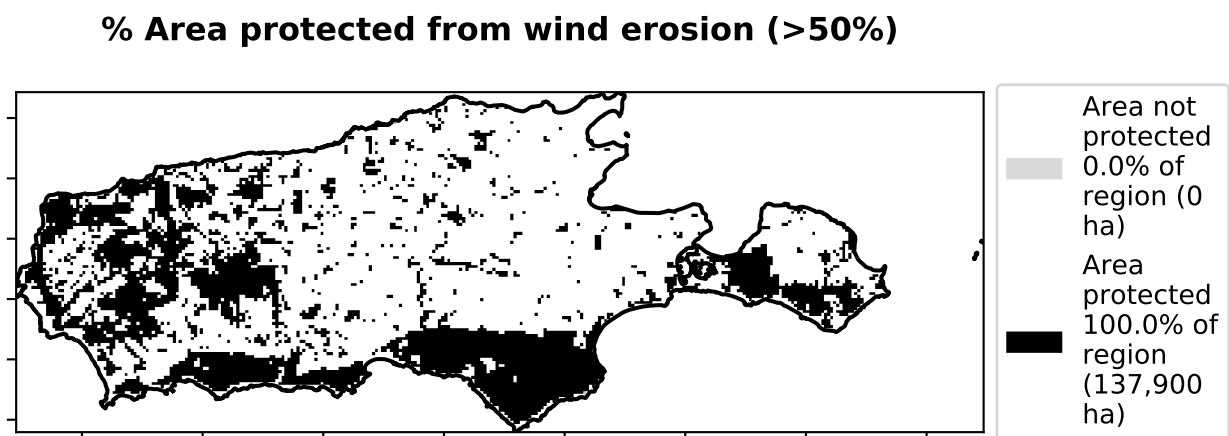 % Area protected from wind erosion (>50%)
Area not
protected
0.0% of
region (0
ha)
Area
protected
100.0% of
region
(137,900
ha)